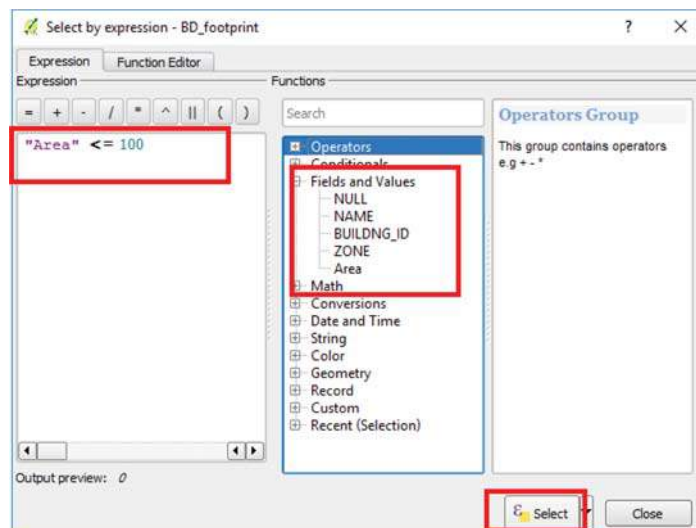 Select by expression - BD_footprint ? X
Expression Function Editor
Expression Functions
= + - / * ^ || ( ) Search
"Area" <= 100
Operators
Conditionals
Fields and Values
NULL
NAME
BUILDNG_ID
ZONE
Area
Math
Conversions
Date and Time
String
Color
Geometry
Record
Custom
Recent (Selection)
Operators Group
This group contains operators
e.g + - *
Output preview: 0
ε Select Close